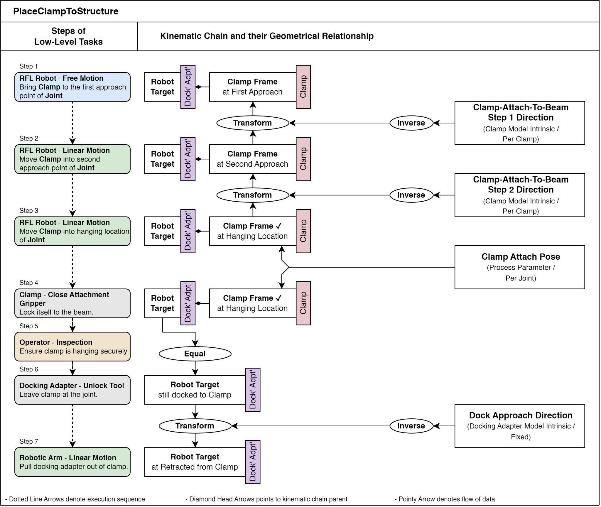 PlaceClampToStructure
Steps of
Low-Level Tasks
Kinematic Chain and their Geometrical Relationship
Step 1
RFL Robot - Free Motion
Bring Clamp to the first approach
point of Joint
Robot
Target
Dock' Adpt'
Clamp Frame
at First Approach
Clamp
Transform
Inverse
Clamp-Attach-To-Beam
Step 1 Direction
(Clamp Model Intrinsic /
Per Clamp)
Step 2
RFL Robot - Linear Motion
Move Clamp into second
approach point of Joint
Robot
Target
Dock' Adpt'
Clamp Frame
at Second Approach
Clamp
Transform
Inverse
Clamp-Attach-To-Beam
Step 2 Direction
(Clamp Model Intrinsic /
Per Clamp)
Step 3
RFL Robot - Linear Motion
Move Clamp into hanging location
of Joint
Robot
Target
Dock' Adpt'
Clamp Frame ✓
at Hanging Location
Clamp
Clamp Attach Pose
(Process Parameter /
Per Joint)
Step 4
Clamp - Close Attachment
Gripper
Lock itself to the beam.
Robot
Target
Dock' Adpt'
Clamp Frame ✓
at Hanging Location
Clamp
Step 5
Operator - Inspection
Ensure clamp is hanging securely
Equal
Step 6
Docking Adapter - Unlock Tool
Leave clamp at the joint.
Robot Target
still docked to Clamp
Dock' Adpt'
Transform
Inverse
Dock Approach Direction
(Docking Adapter Model Intrinsic /
Fixed)
Step 7
Robotic Arm - Linear Motion
Pull docking adapter out of clamp.
Robot Target
at Retracted from Clamp
Dock' Adpt'
- Dotted Line Arrows denote execution sequence
- Diamond Head Arrows points to kinematic chain parent
- Pointy Arrow denotes flow of data